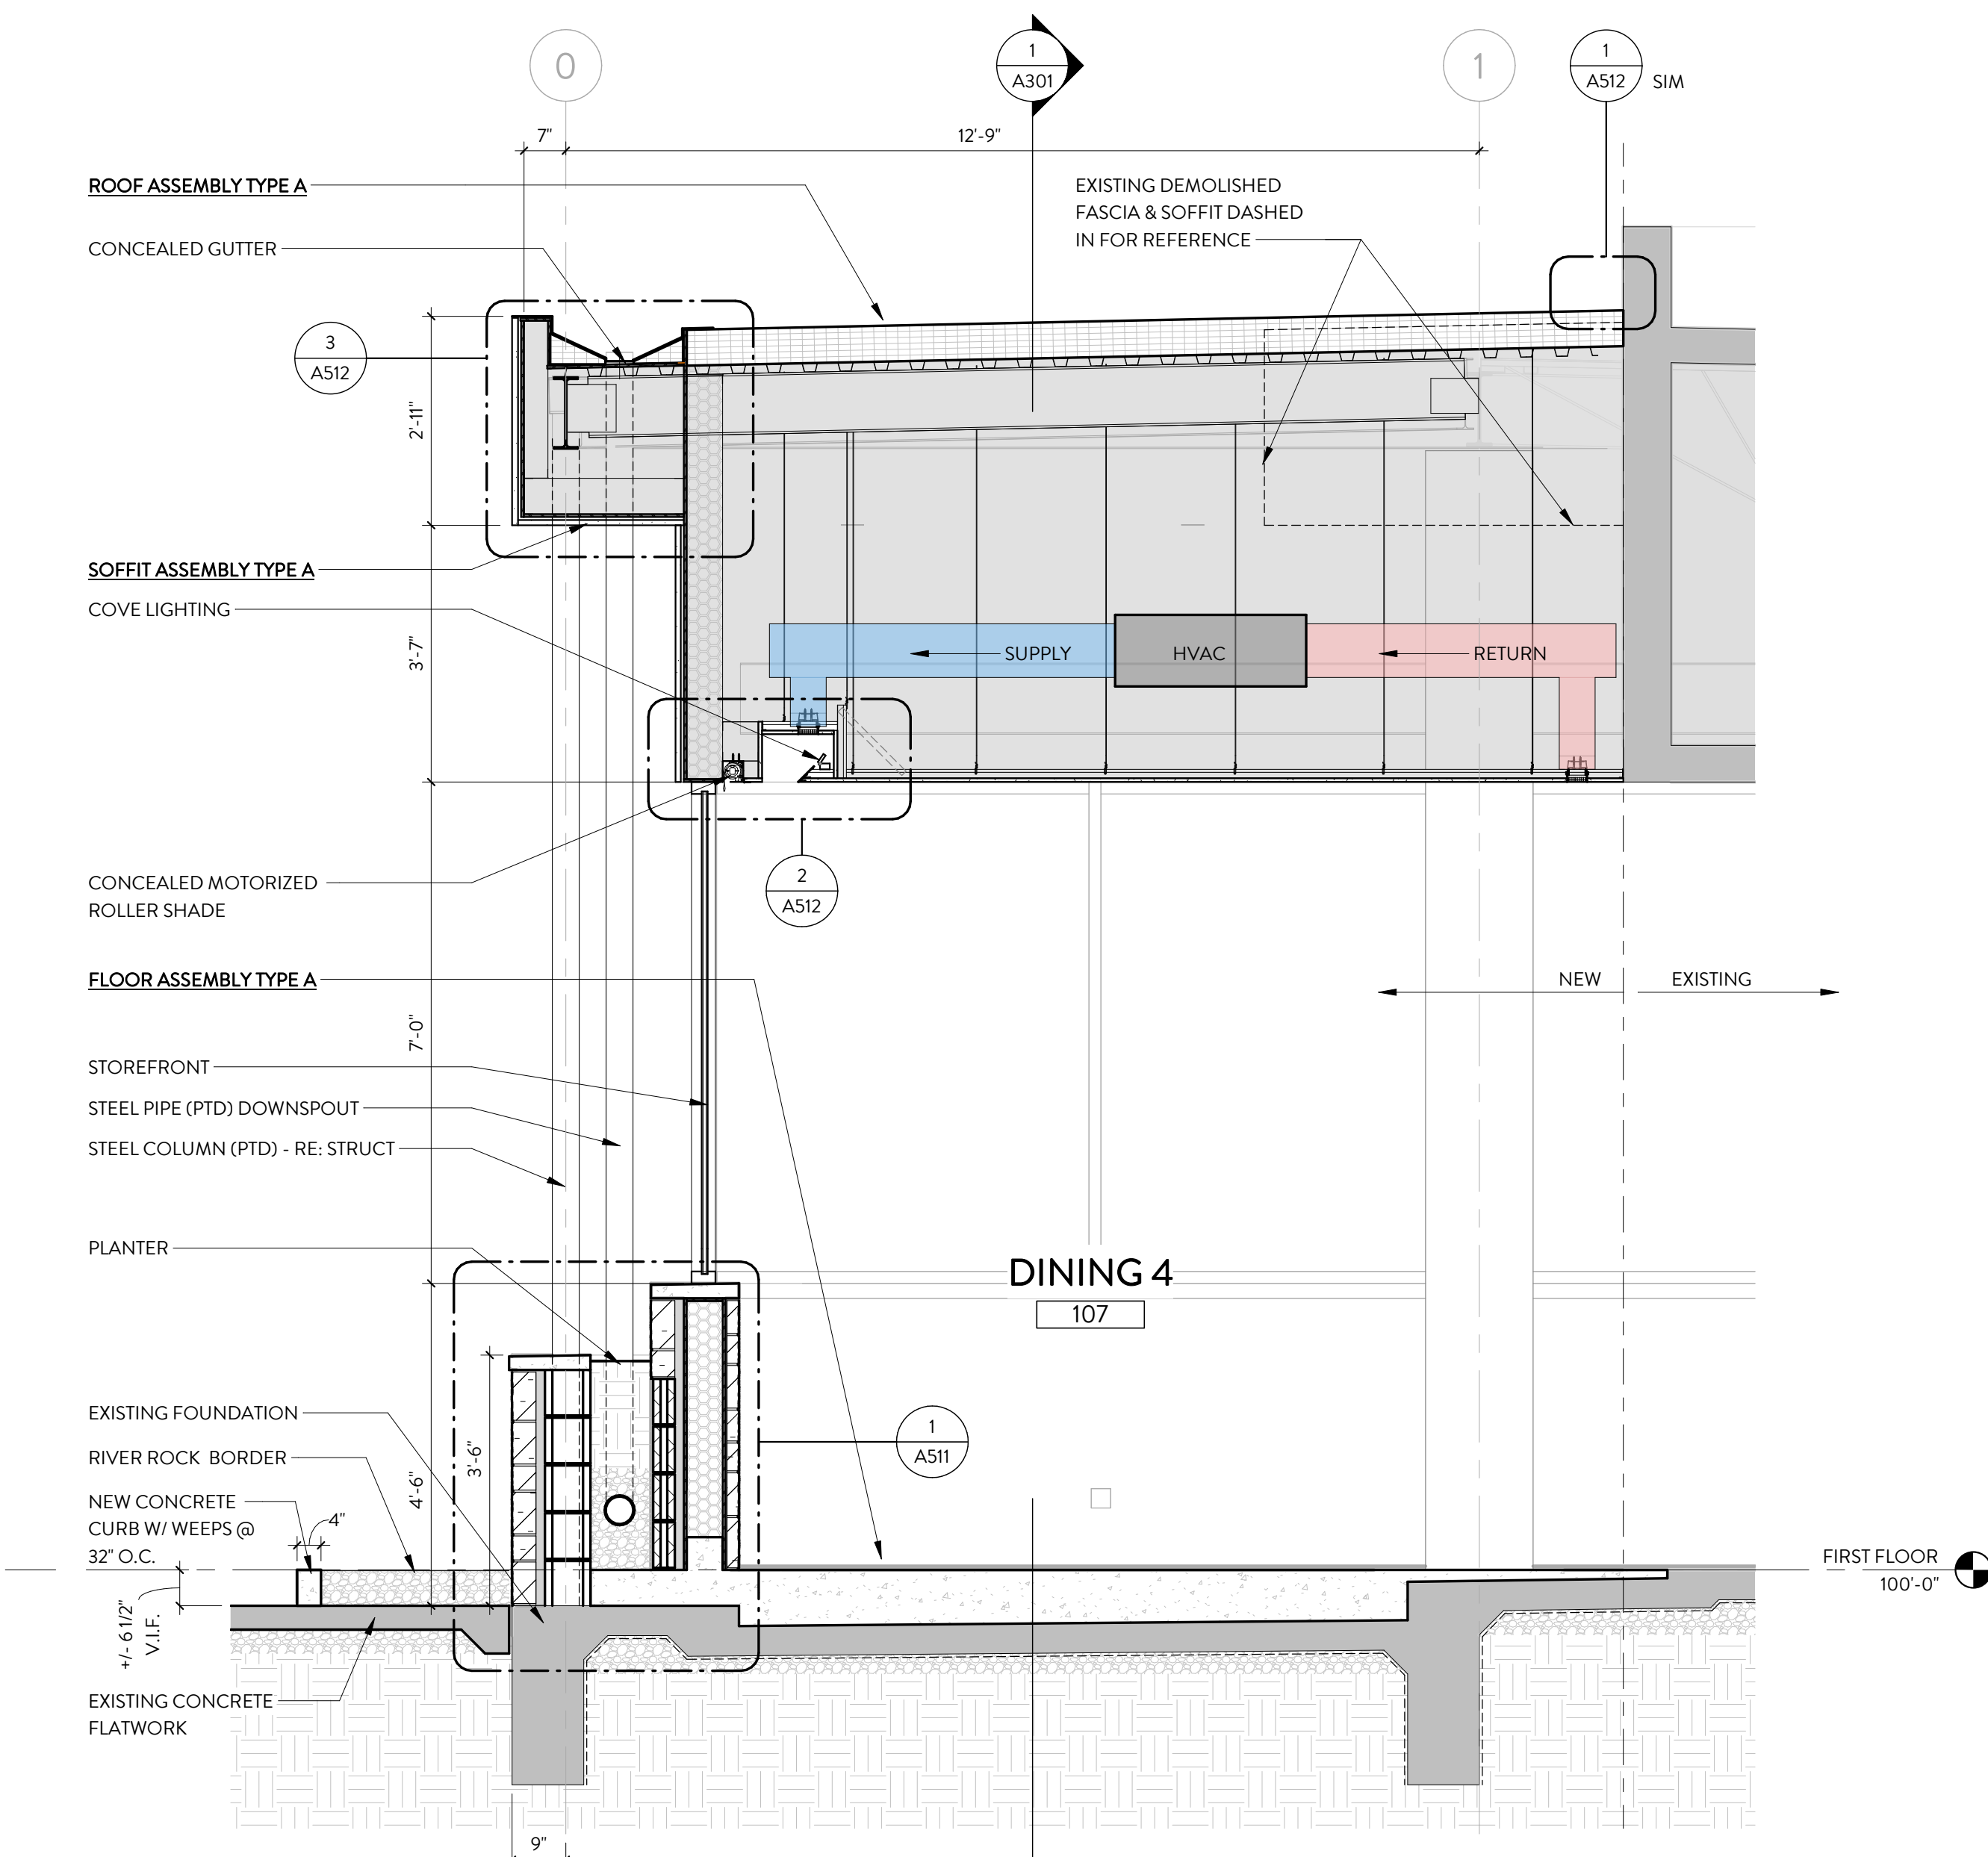 0
1
A301
1
1
A512
SIM
7"
12'-9"
ROOF ASSEMBLY TYPE A
EXISTING DEMOLISHED
FASCIA & SOFFIT DASHED
IN FOR REFERENCE
CONCEALED GUTTER
3
A512
2'-11"
SOFFIT ASSEMBLY TYPE A
COVE LIGHTING
3'-7"
SUPPLY
HVAC
RETURN
CONCEALED MOTORIZED
ROLLER SHADE
2
A512
FLOOR ASSEMBLY TYPE A
NEW
EXISTING
7'-0"
STOREFRONT
STEEL PIPE (PTD) DOWNSPOUT
STEEL COLUMN (PTD) - RE: STRUCT
PLANTER
DINING 4
107
EXISTING FOUNDATION
1
A511
RIVER ROCK BORDER
3'-6"
4'-6"
NEW CONCRETE
CURB W/ WEEPS @
32" O.C.
4"
FIRST FLOOR
100'-0"
+/- 6 1/2"
V.I.F.
EXISTING CONCRETE
FLATWORK
9"